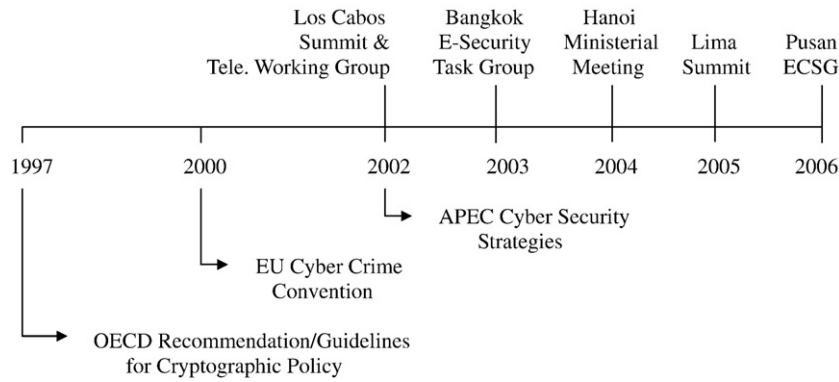 Los Cabos
Summit &
Tele. Working Group
Bangkok
E-Security
Task Group
Hanoi
Ministerial
Meeting
Lima
Summit
Pusan
ECSG
1997
2000
2002
2003
2004
2005
2006
APEC Cyber Security
Strategies
EU Cyber Crime
Convention
OECD Recommendation/Guidelines
for Cryptographic Policy